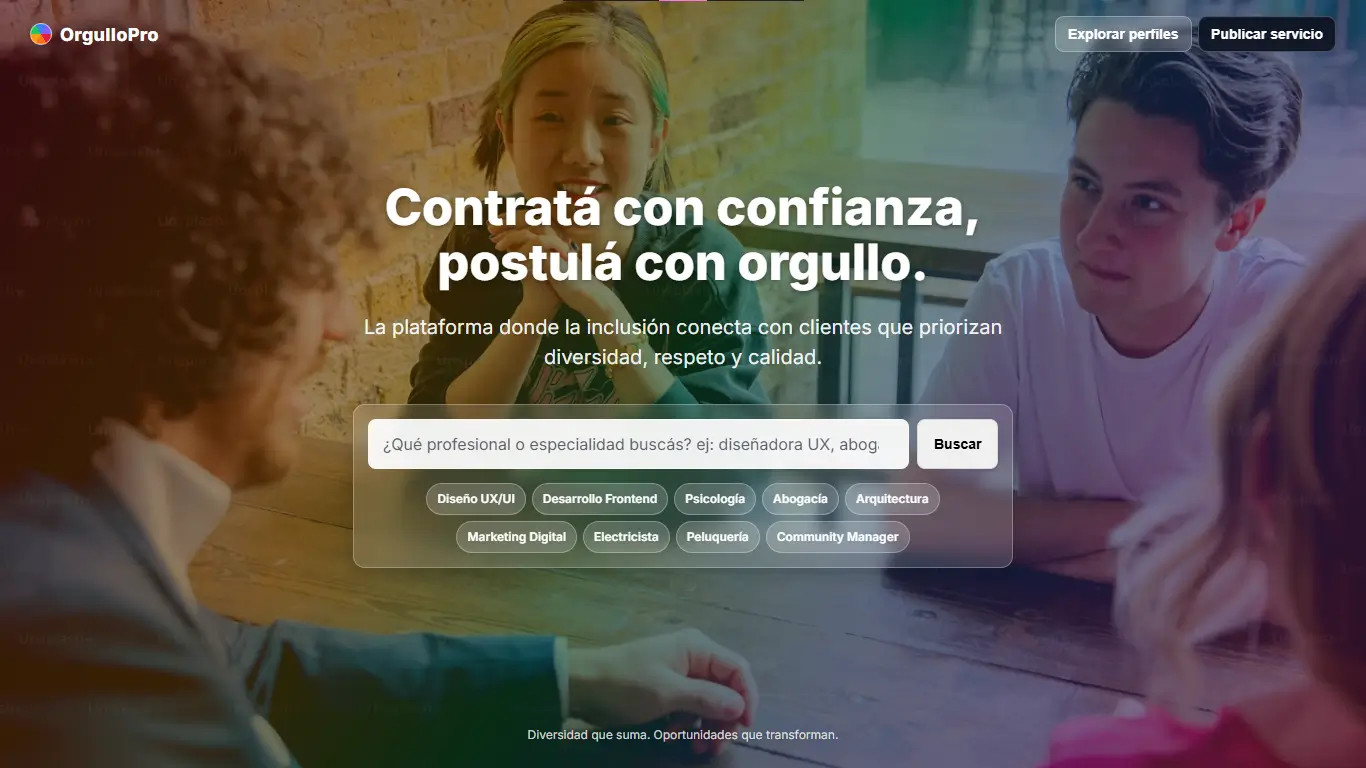 OrgulloPro
Explorar perfiles
Publicar servicio
Contratá con confianza,
postulá con orgullo.
La plataforma donde la inclusión conecta con clientes que priorizan
diversidad, respeto y calidad.
¿Qué profesional o especialidad buscás? ej: diseñadora UX, abog
Buscar
Diseño UX/UI
Desarrollo Frontend
Psicología
Abogacía
Arquitectura
Marketing Digital
Electricista
Peluquería
Community Manager
Diversidad que suma. Oportunidades que transforman.